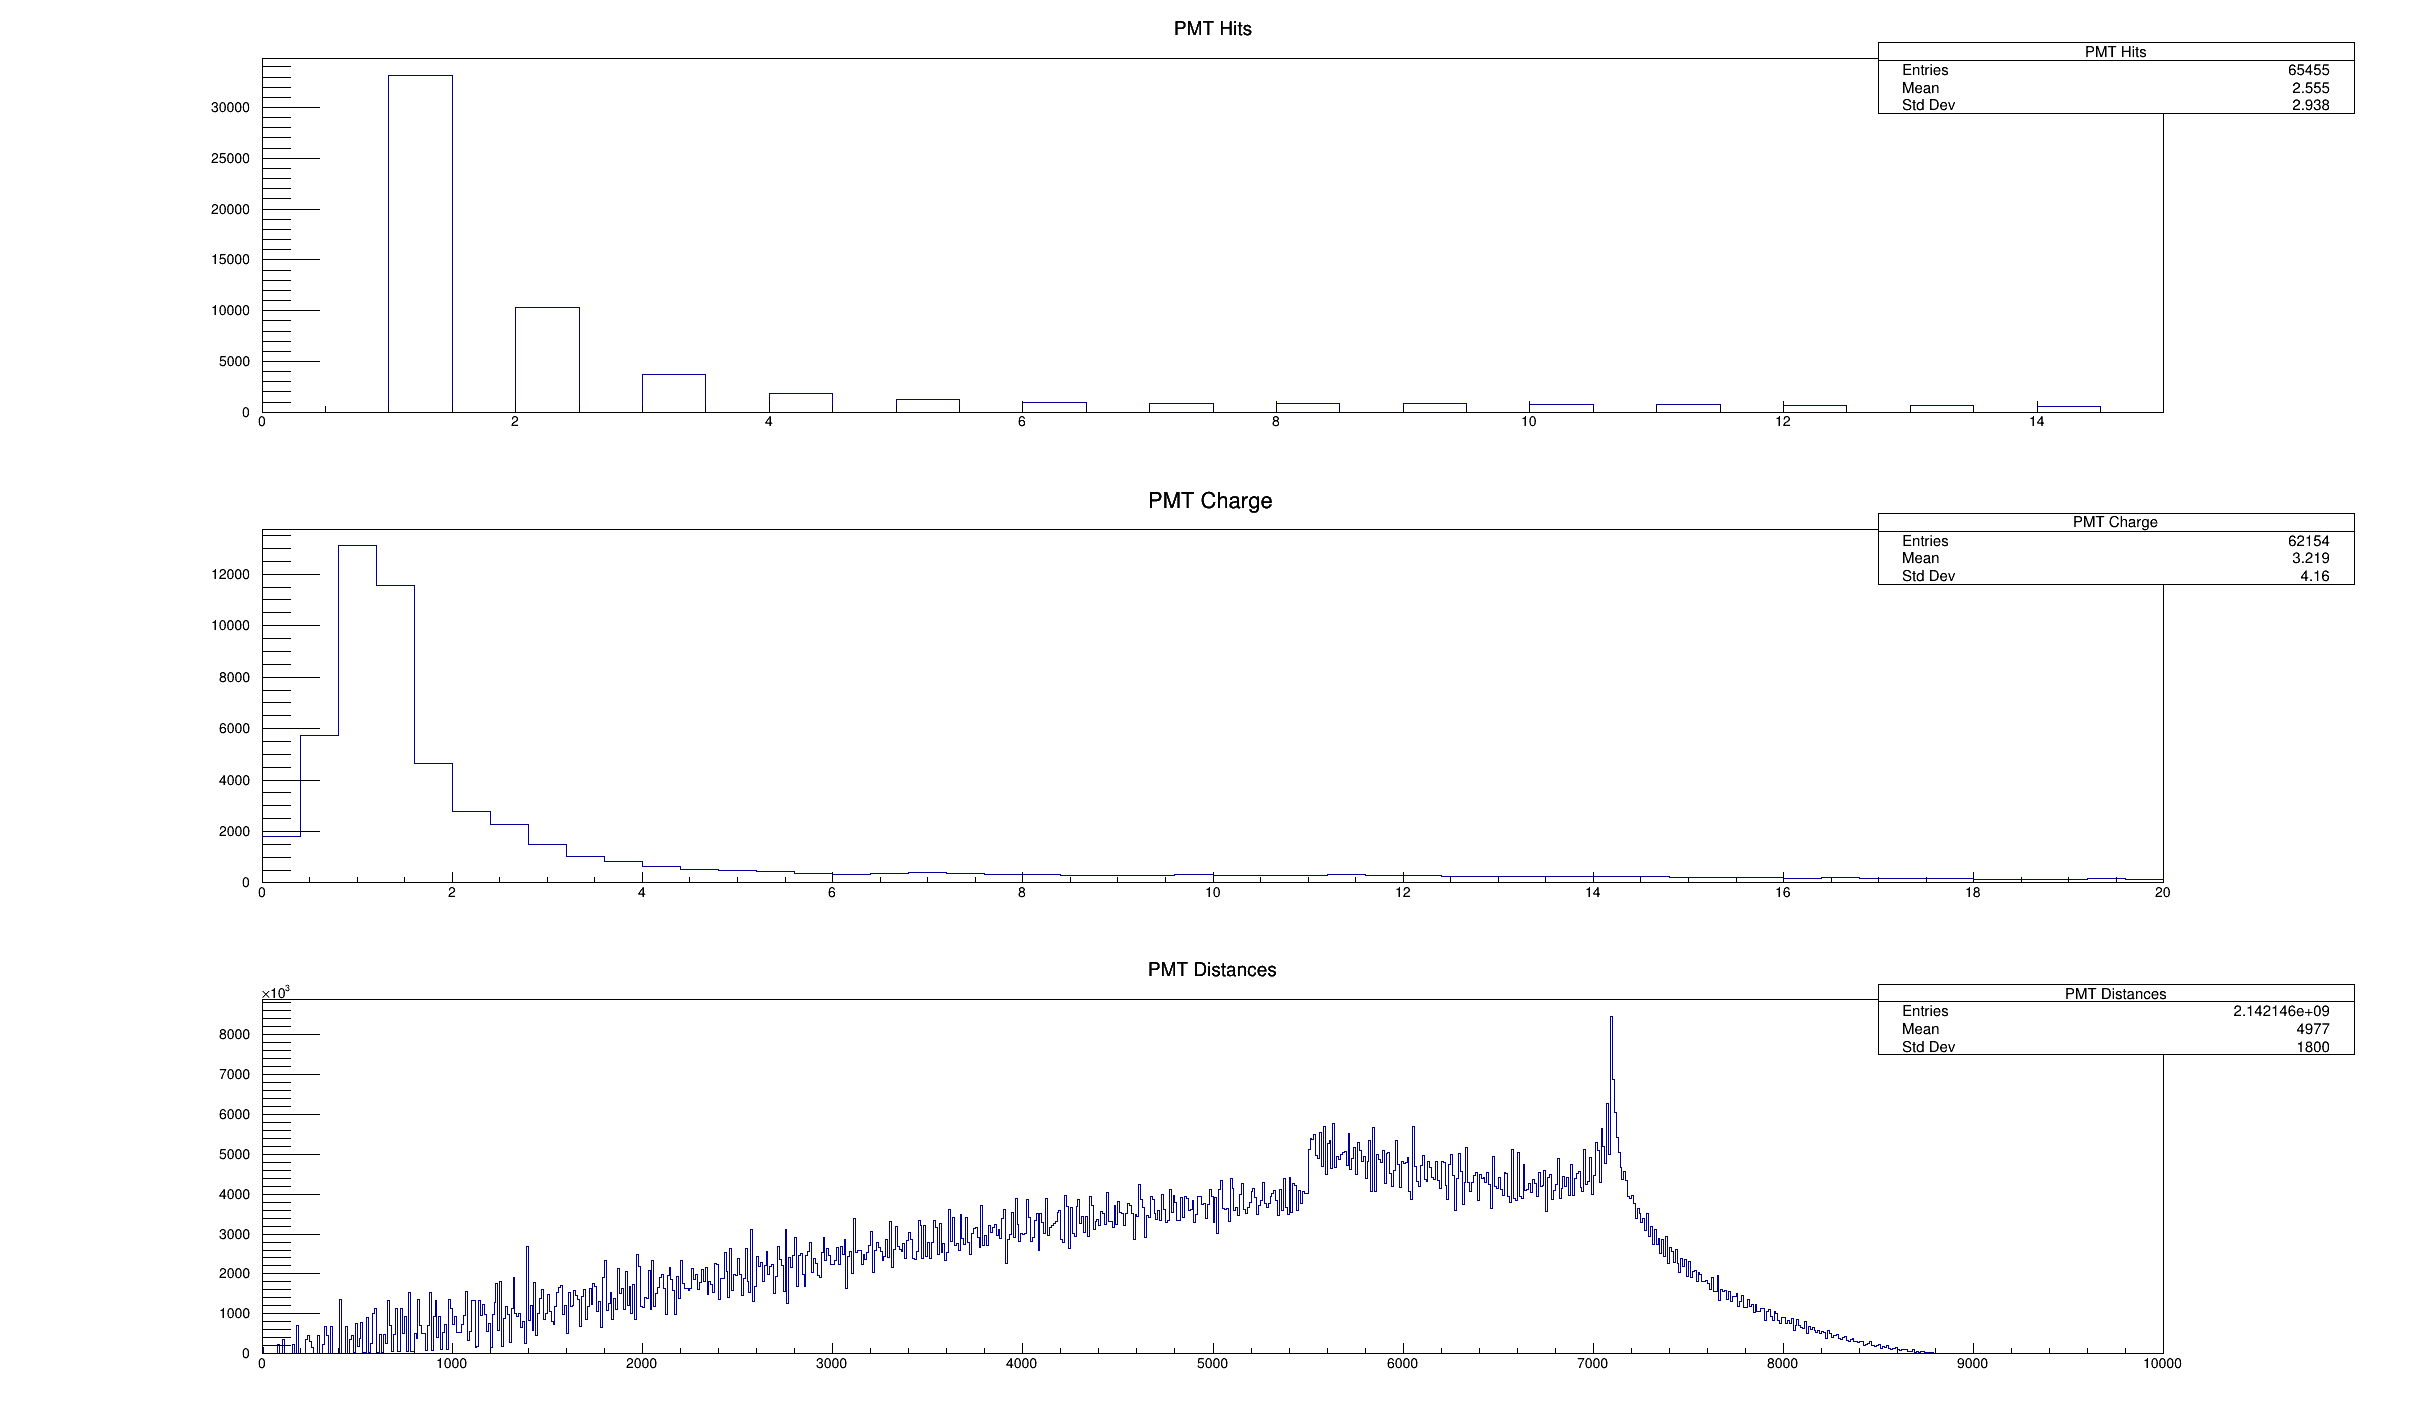 PMT Hits
PMT Hits
Entries 65455
Mean 2.555
Std Dev 2.938
30000
25000
20000
15000
10000
5000
0
0 2 4 6 8 10 12 14
PMT Charge
PMT Charge
Entries 62154
Mean 3.219
Std Dev 4.16
12000
10000
8000
6000
4000
2000
0
0 2 4 6 8 10 12 14 16 18 20
PMT Distances
×10³
PMT Distances
Entries 2.142146e+09
Mean 4977
Std Dev 1800
8000
7000
6000
5000
4000
3000
2000
1000
0
0 1000 2000 3000 4000 5000 6000 7000 8000 9000 10000